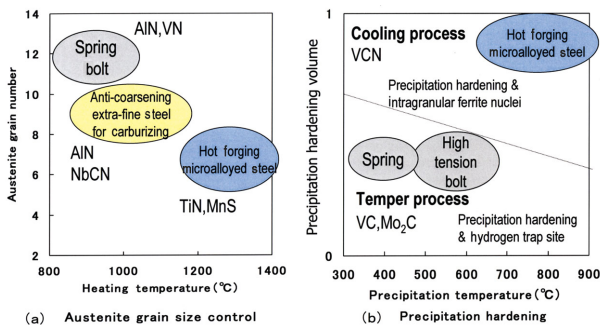 14
12
10
8
6
4
2
Austenite grain number
AlN,VN
Spring
bolt
Anti-coarsening
extra-fine steel
for carburizing
AlN
NbCN
Hot forging
microalloyed steel
TiN,MnS
800 1000 1200 1400
Heating temperature(℃)
(a) Austenite grain size control
1
0
Precipitation hardening volume
Cooling process
VCN
Hot forging
microalloyed steel
Precipitation hardening &
intragranular ferrite nuclei
Spring
High
tension
bolt
Temper process
VC,Mo₂C
Precipitation hardening
& hydrogen trap site
300 400 500 600 700 800 900
Precipitation temperature(℃)
(b) Precipitation hardening